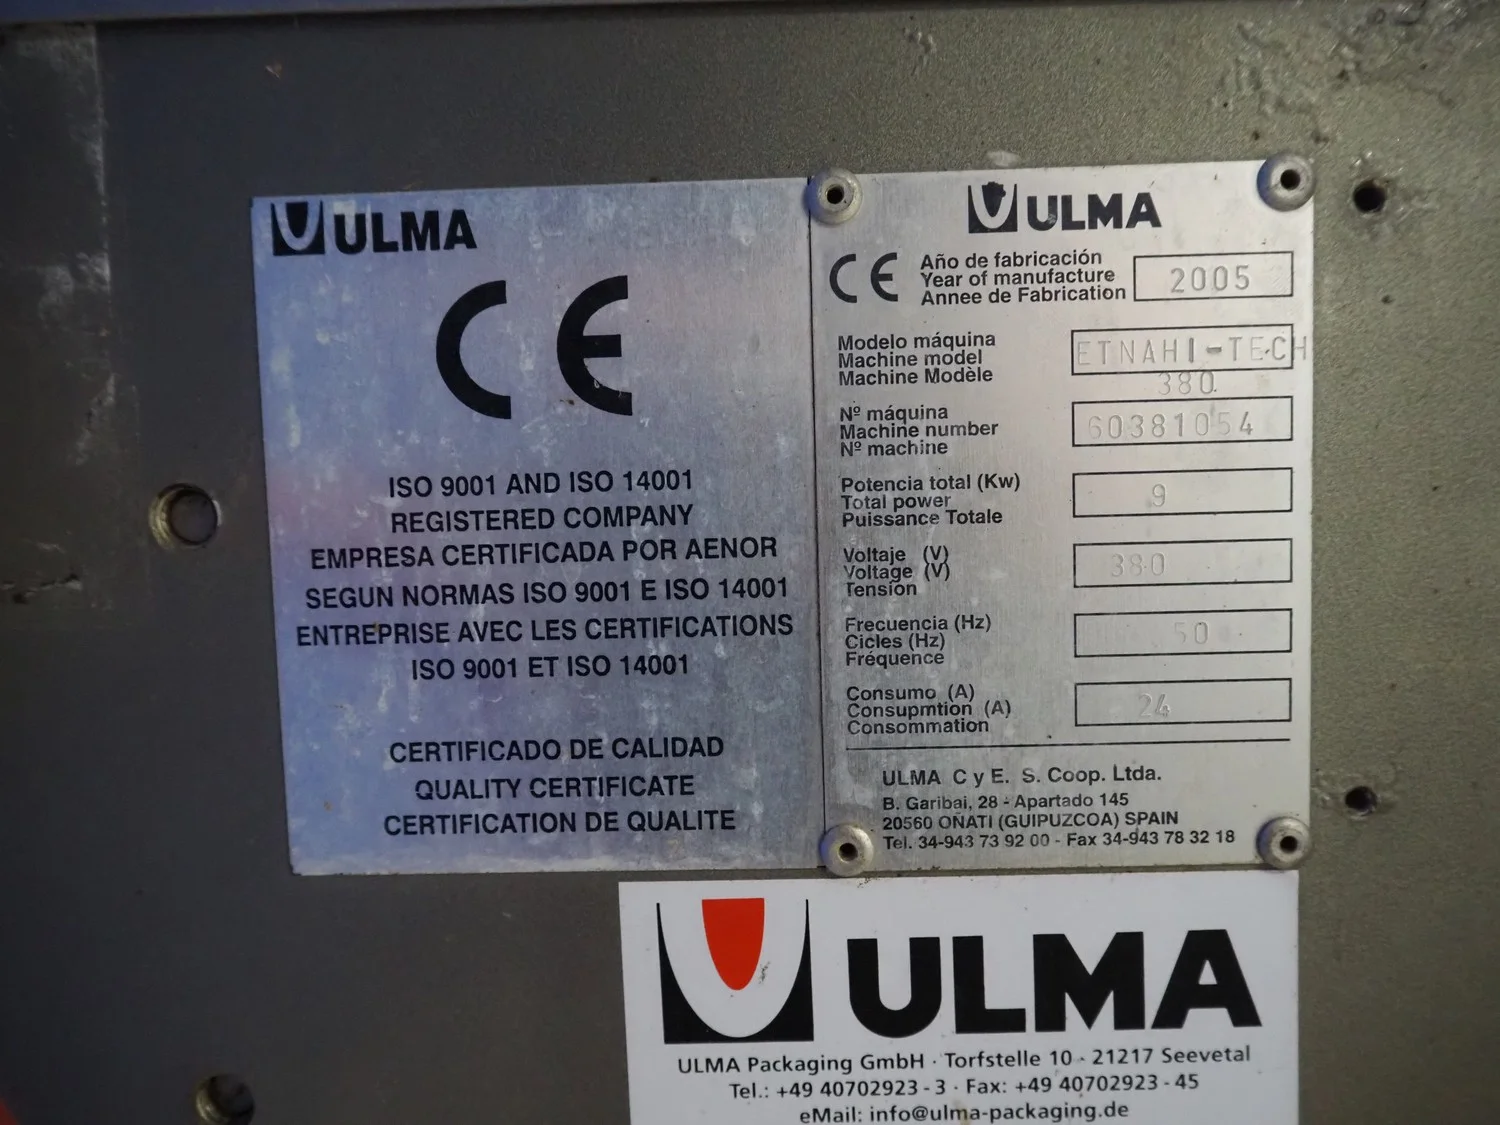 ULMA
CE
ISO 9001 AND ISO 14001
REGISTERED COMPANY
EMPRESA CERTIFICADA POR AENOR
SEGUN NORMAS ISO 9001 E ISO 14001
ENTREPRISE AVEC LES CERTIFICATIONS
ISO 9001 ET ISO 14001
CERTIFICADO DE CALIDAD
QUALITY CERTIFICATE
CERTIFICATION DE QUALITE
ULMA
CE
Año de fabricación
Year of manufacture
Annee de Fabrication
2005
Modelo máquina
Machine model
Machine Modèle
ETNAHI-TECH
380
Nº máquina
Machine number
Nº machine
60381054
Potencia total (Kw)
Total power
Puissance Totale
9
Voltaje (V)
Voltage (V)
Tension
380
Frecuencia (Hz)
Cicles (Hz)
Fréquence
50
Consumo (A)
Consupmtion (A)
Consommation
24
ULMA C y E. S. Coop. Ltda.
B. Garibai, 28 - Apartado 145
20560 OÑATI (GUIPUZCOA) SPAIN
Tel. 34-943 73 92 00 - Fax 34-943 78 32 18
ULMA
ULMA Packaging GmbH · Torfstelle 10 · 21217 Seevetal
Tel.: +49 40702923 - 3 · Fax: +49 40702923 - 45
eMail: info@ulma-packaging.de